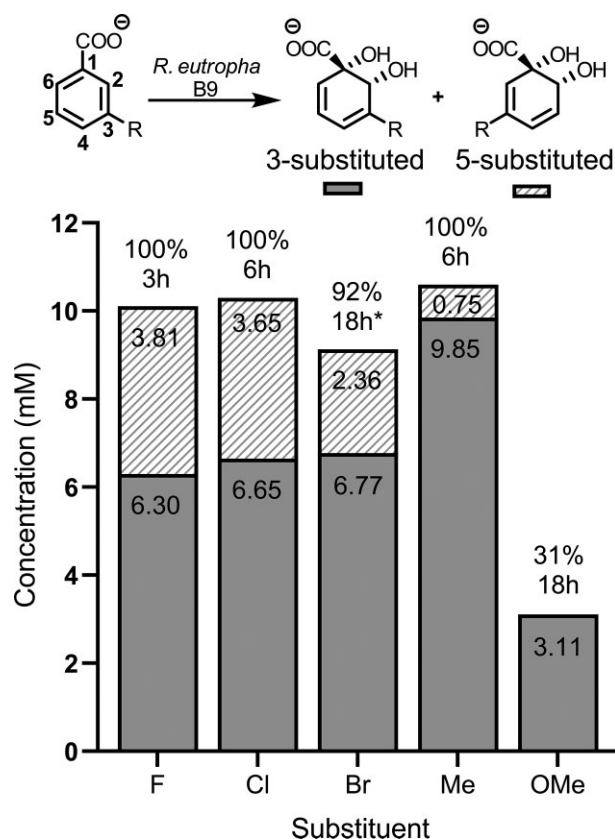 ⊖
COO
1
6
2
5
3
R
4
R. eutropha
B9
⊖
OOC
OH
OH
R
3-substituted
+
⊖
OOC
OH
OH
R
5-substituted
Concentration (mM)
12
10
8
6
4
2
0
100%
3h
3.81
6.30
100%
6h
3.65
6.65
92%
18h*
2.36
6.77
100%
6h
0.75
9.85
31%
18h
3.11
F
Cl
Br
Me
OMe
Substituent